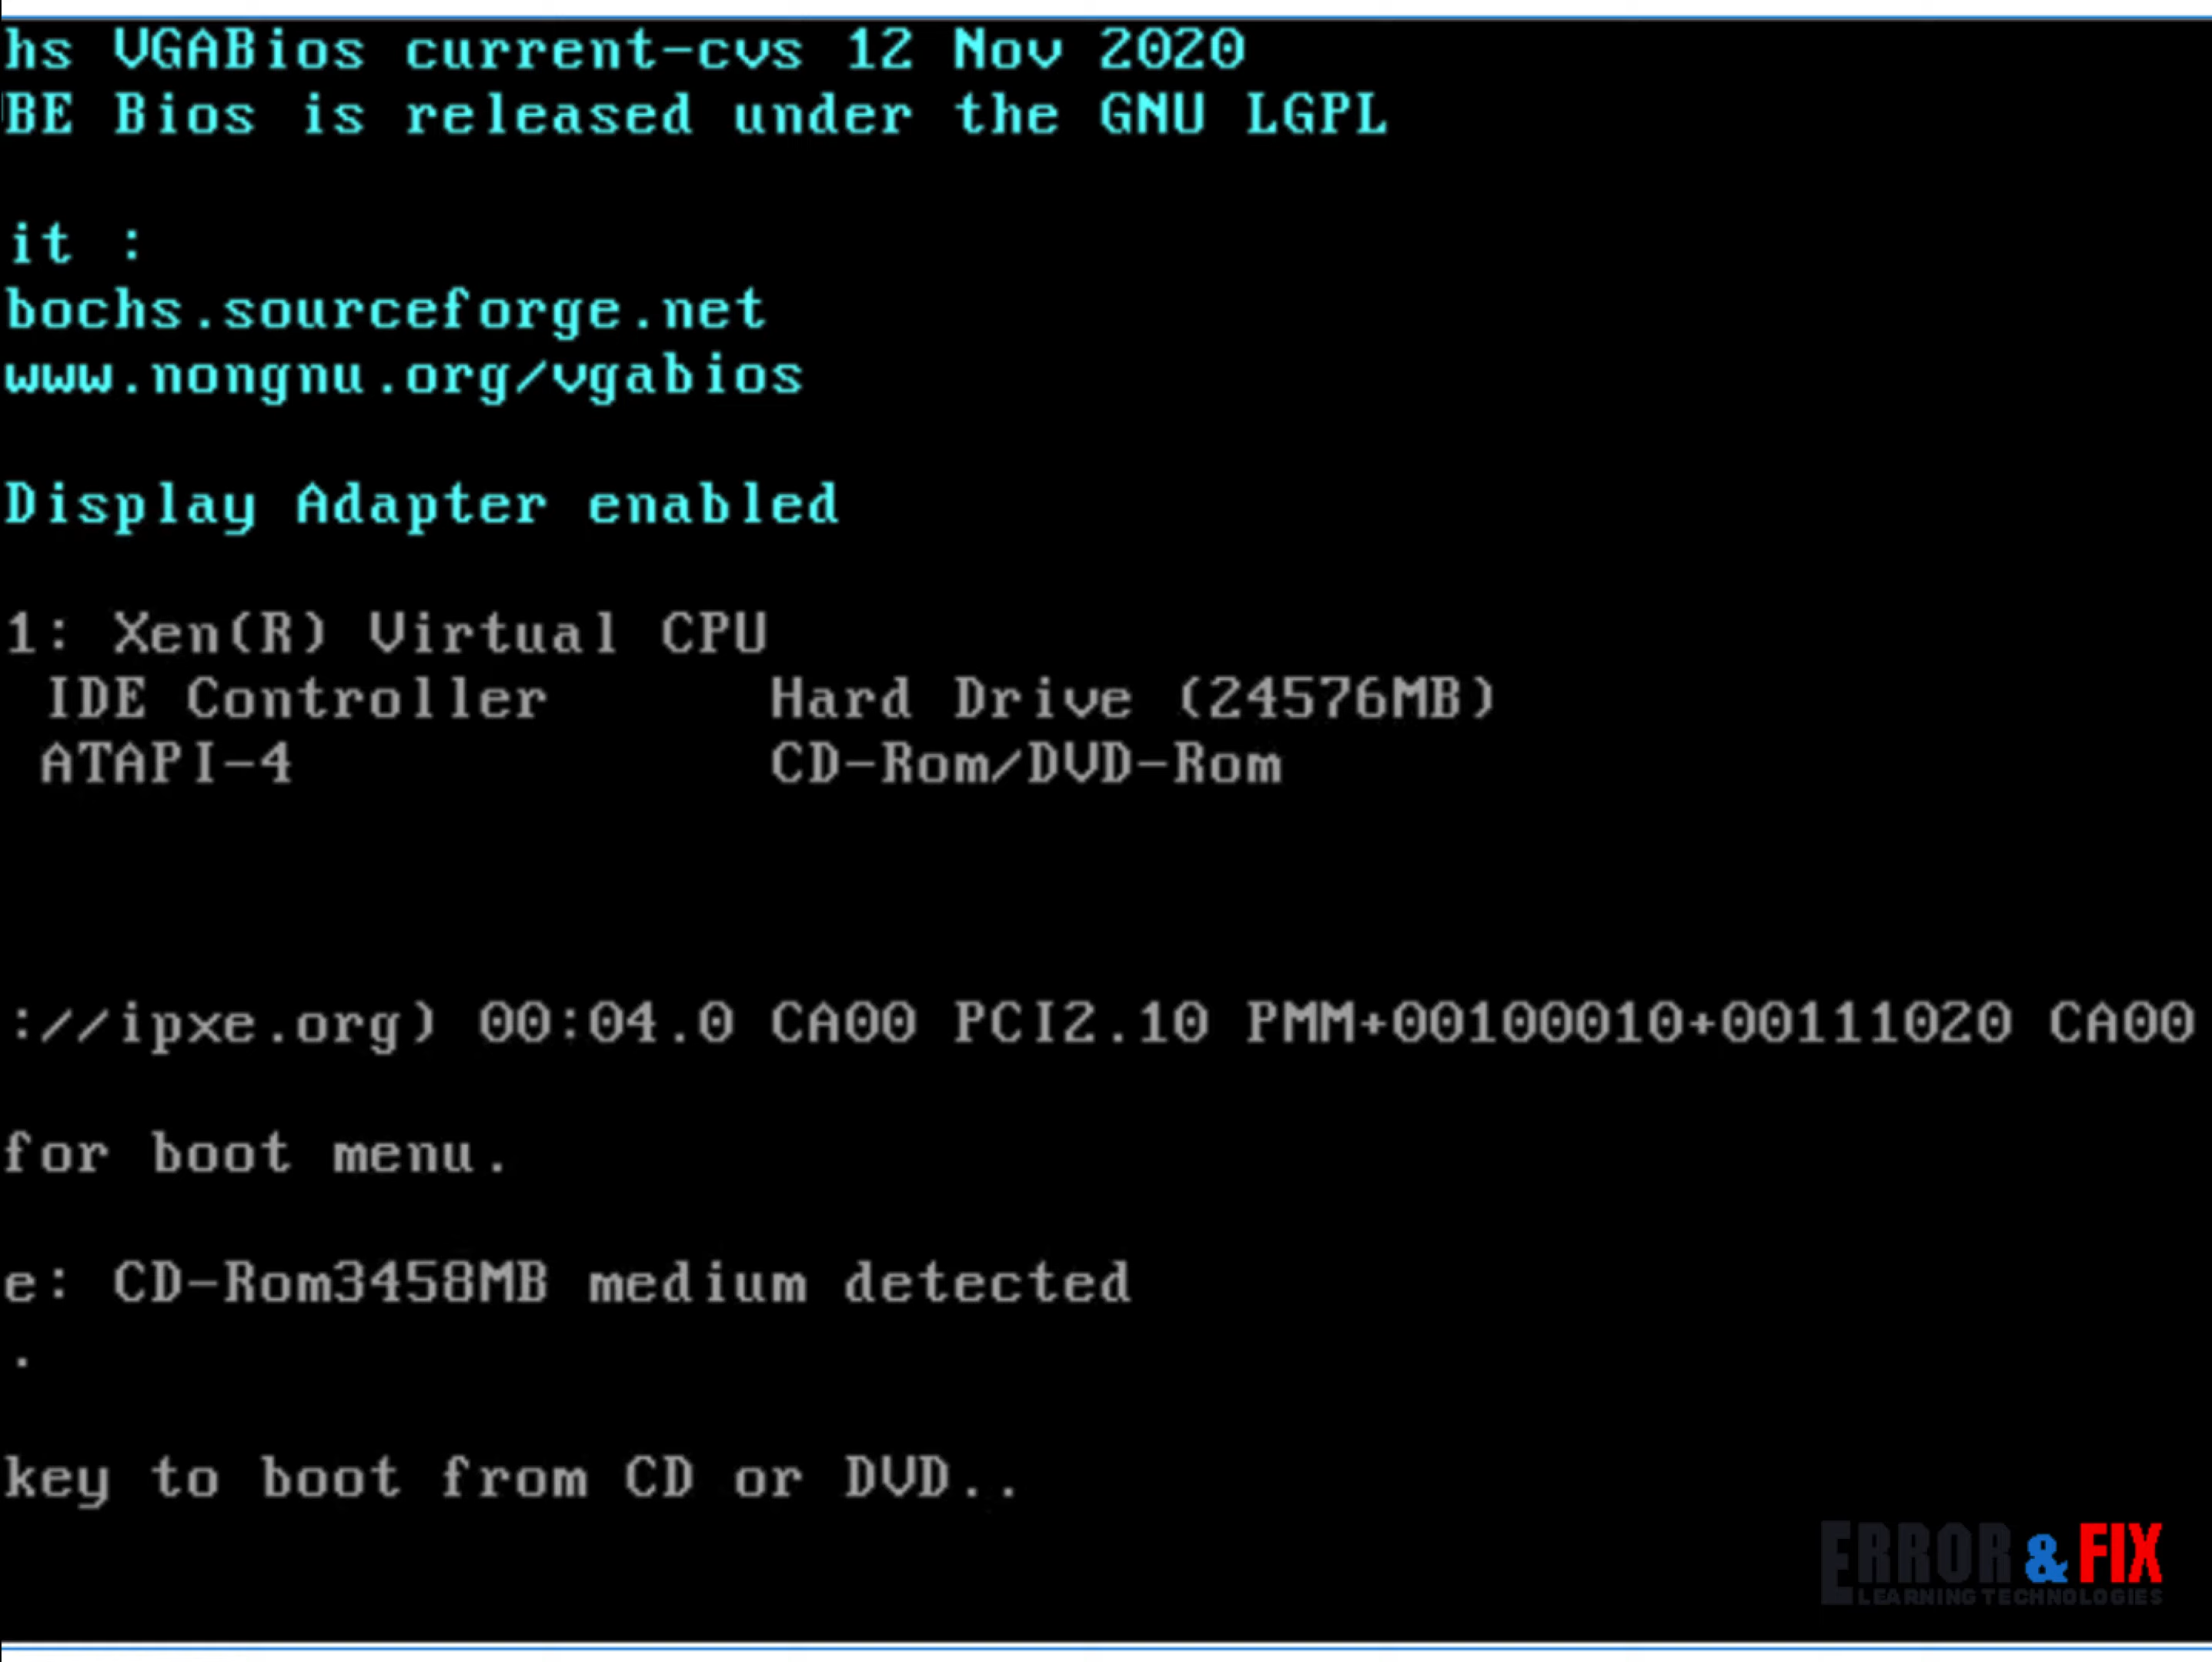 hs VGABios current-cvs 12 Nov 2020
BE Bios is released under the GNU LGPL
it :
bochs.sourceforge.net
www.nongnu.org/vgabios
Display Adapter enabled
1: Xen(R) Virtual CPU
IDE Controller Hard Drive (24576MB)
ATAPI-4 CD-Rom/DVD-Rom
://ipxe.org) 00:04.0 CA00 PCI2.10 PMM+00100010+00111020 CA00
for boot menu.
e: CD-Rom3458MB medium detected
.
key to boot from CD or DVD..
ERROR & FIX
LEARNING TECHNOLOGIES